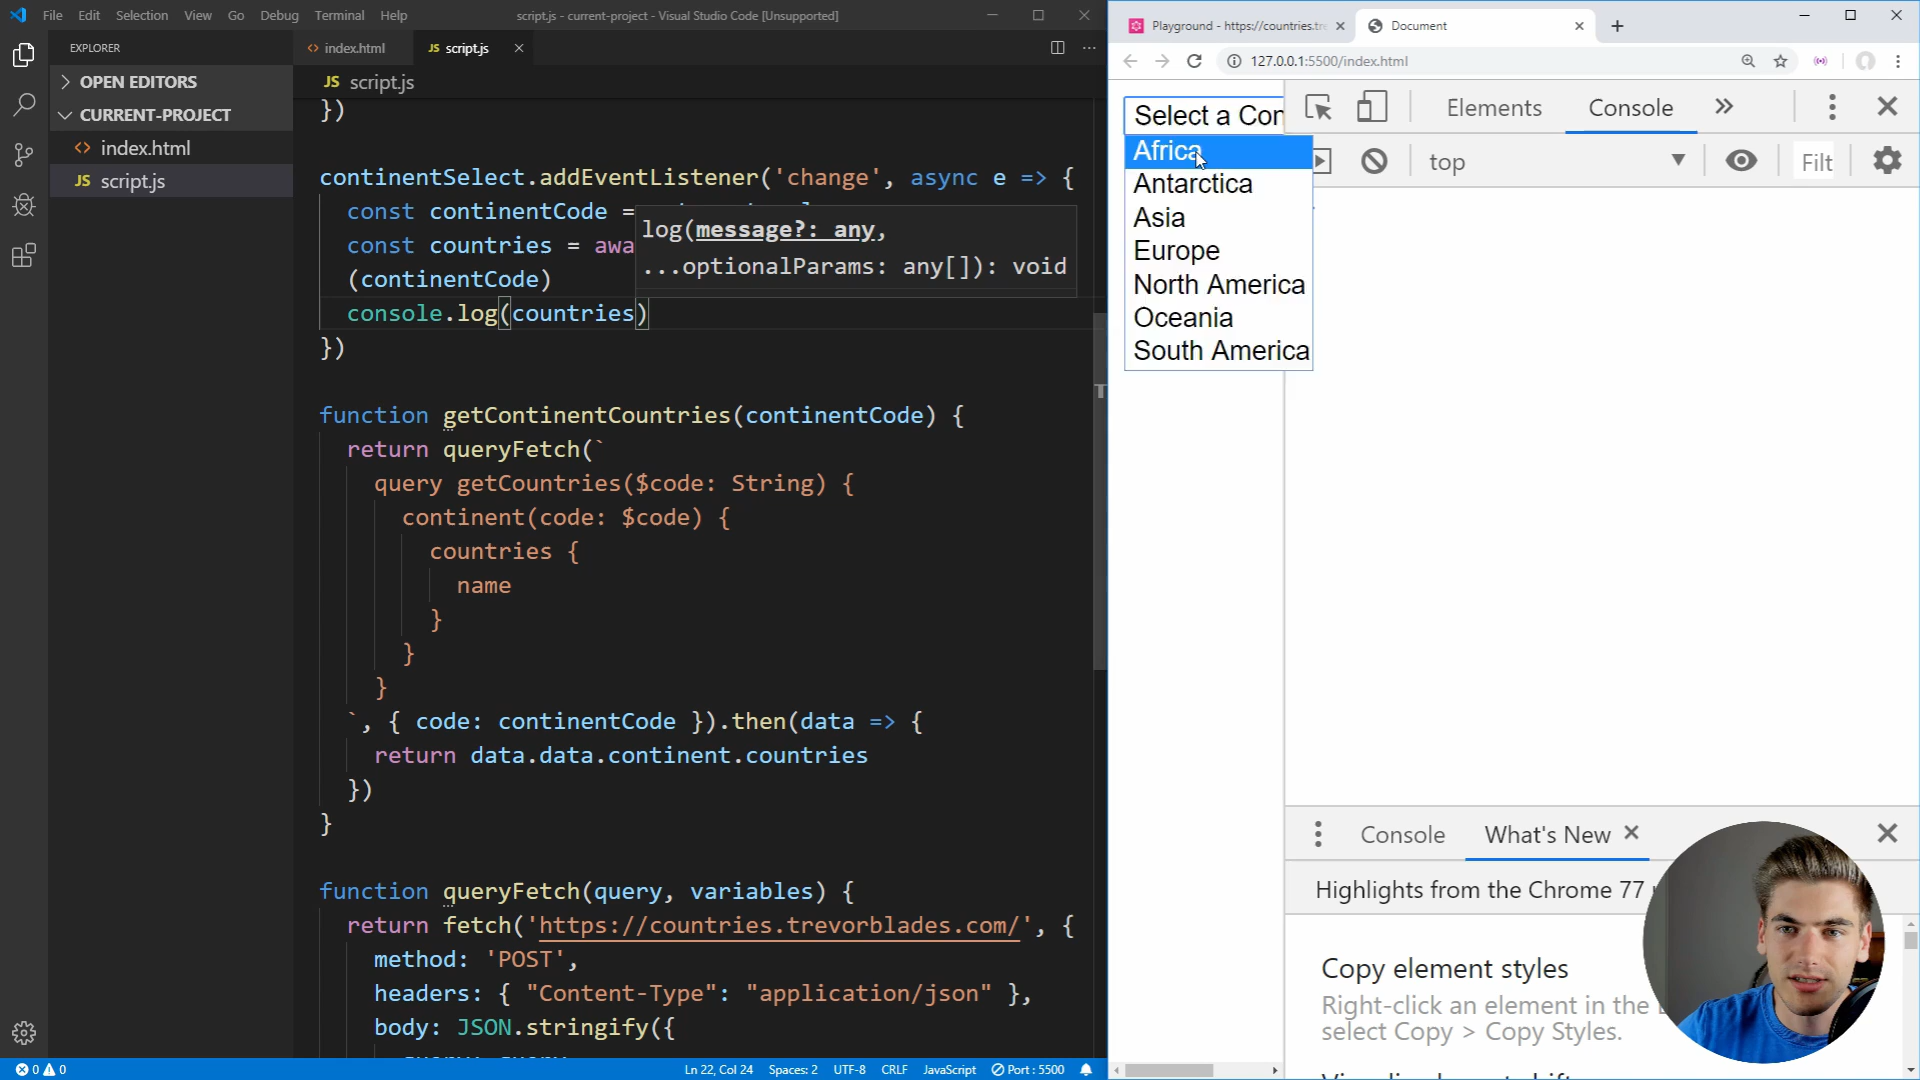 File Edit Selection View Go Debug Terminal Help
script.js - current-project - Visual Studio Code [Unsupported]
EXPLORER
OPEN EDITORS
CURRENT-PROJECT
index.html
JS script.js
index.html
JS script.js
JS script.js
})
continentSelect.addEventListener('change', async e => {
const continentCode =
const countries = awa
(continentCode)
console.log(countries)
})
log(message?: any,
...optionalParams: any[]): void
function getContinentCountries(continentCode) {
return queryFetch(`
query getCountries($code: String) {
continent(code: $code) {
countries {
name
}
}
}
`, { code: continentCode }).then(data => {
return data.data.continent.countries
})
}
function queryFetch(query, variables) {
return fetch('https://countries.trevorblades.com/', {
method: 'POST',
headers: { "Content-Type": "application/json" },
body: JSON.stringify({
0 0
Ln 22, Col 24 Spaces: 2 UTF-8 CRLF JavaScript Port : 5500
Playground - https://countries.tre
Document
127.0.0.1:5500/index.html
Select a Con
Africa
Antarctica
Asia
Europe
North America
Oceania
South America
Elements Console
top
Filt
Console What's New
Highlights from the Chrome 77
Copy element styles
Right-click an element in the
select Copy > Copy Styles.